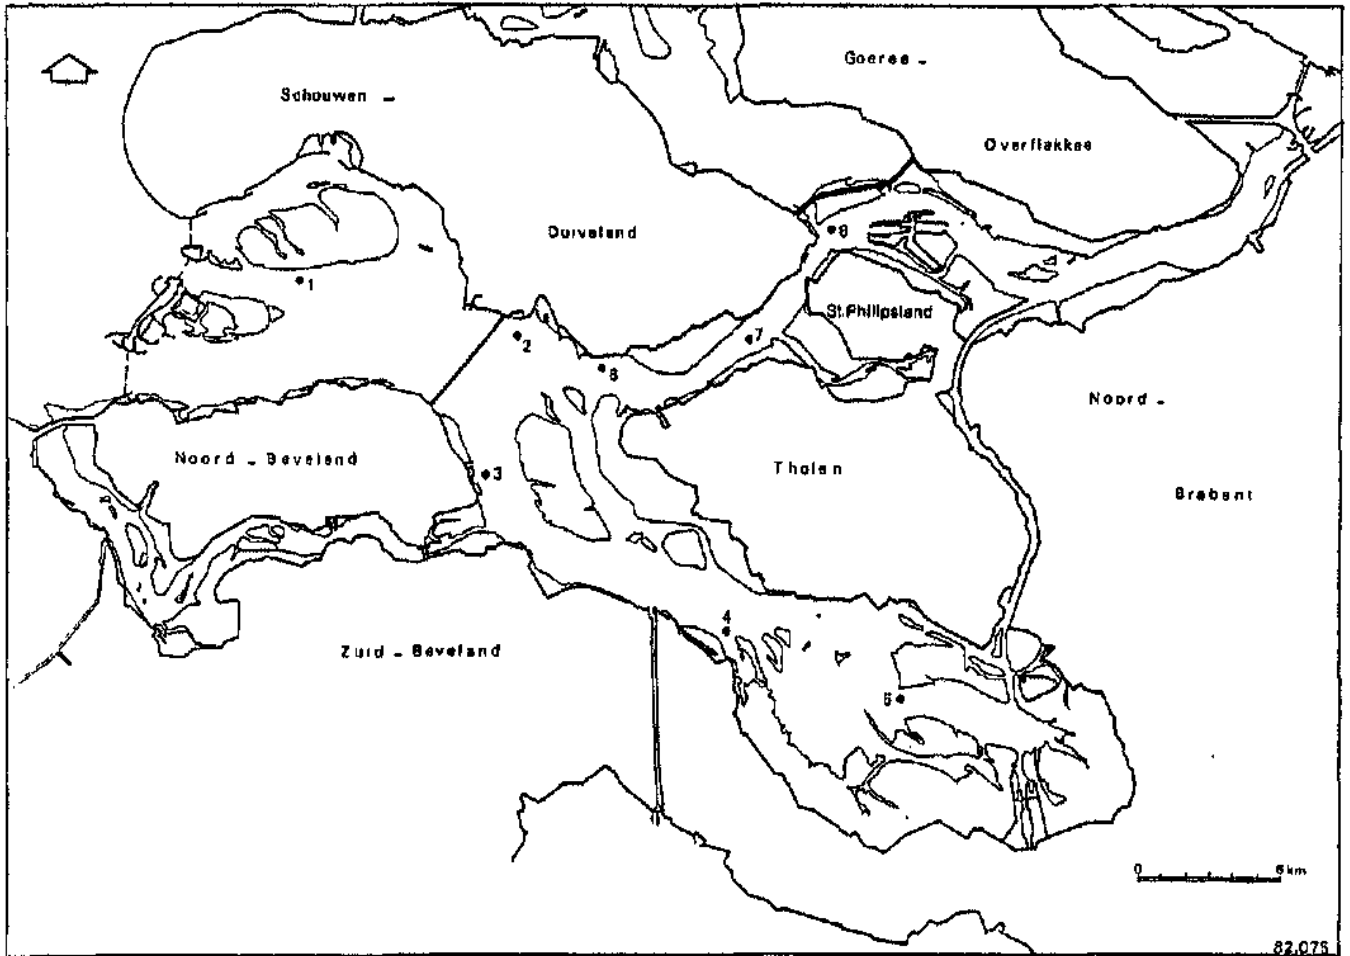 Goeree -
Schouwen -
Overflakkee
Duiveland
8
1
St. Philipsland
2
7
6
Noord -
Noord - Beveland
3
Tholen
Brabant
4
Zuid - Beveland
5
0
5 km
82.075